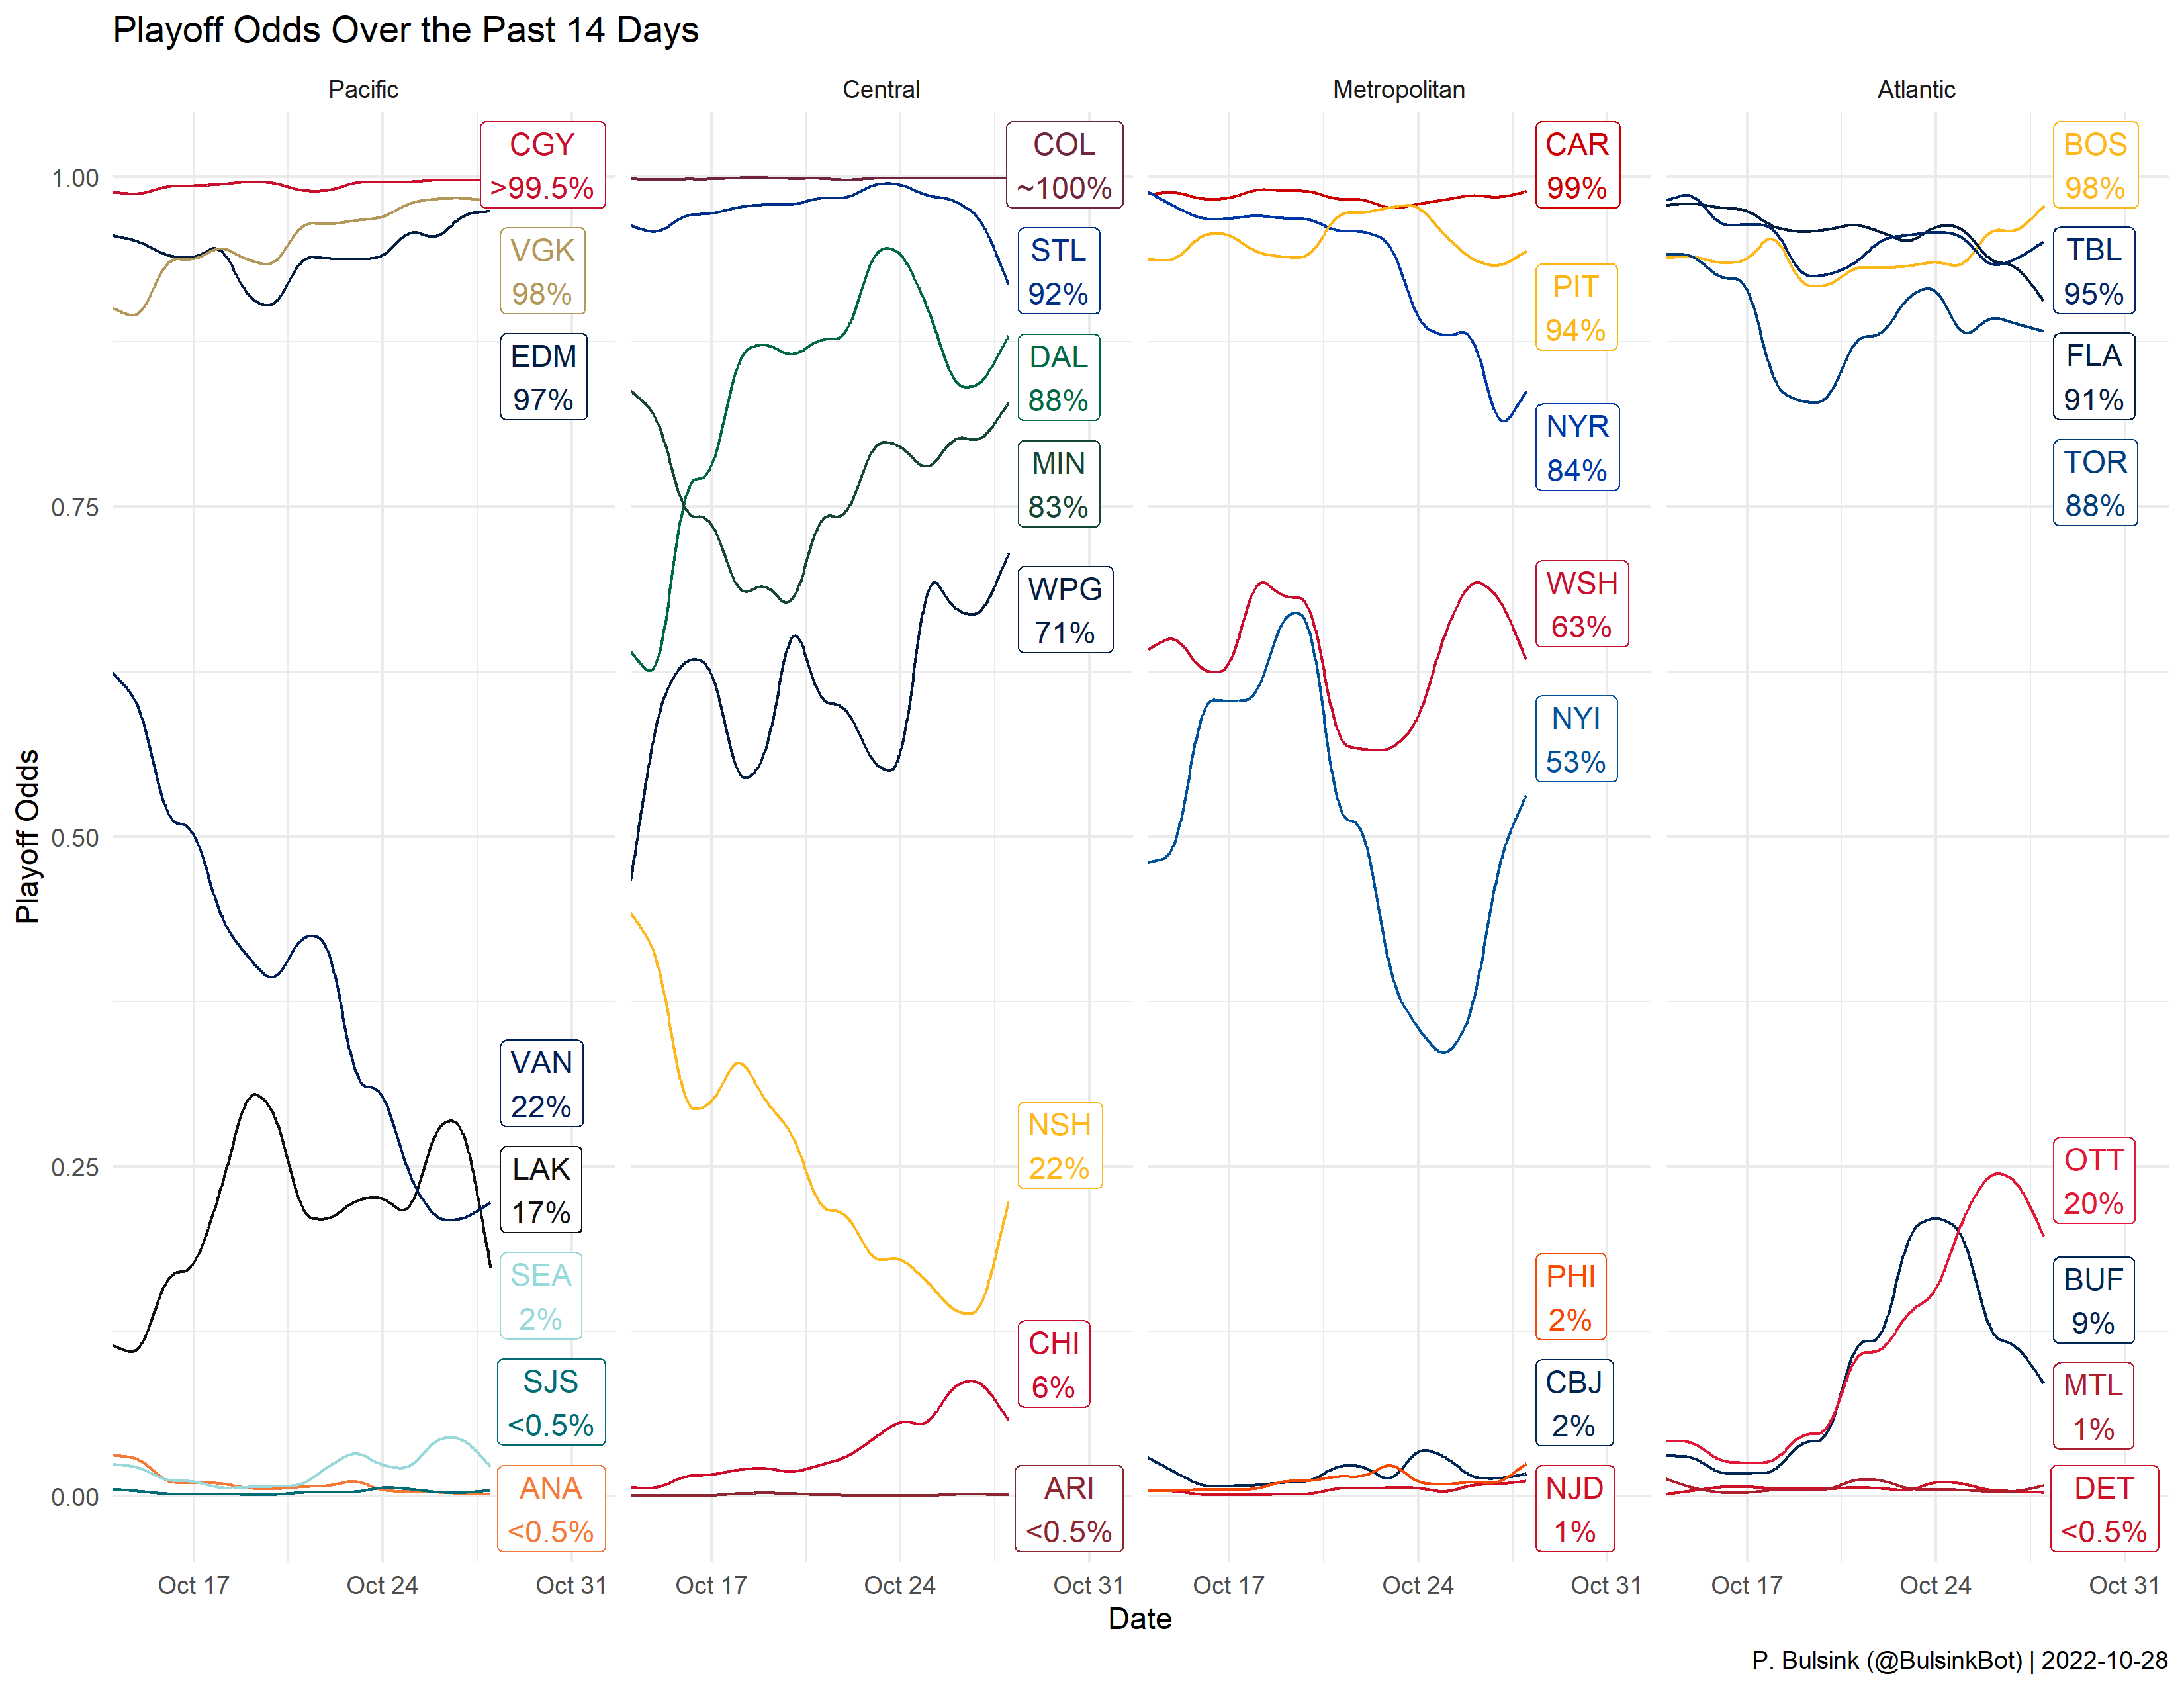 Playoff Odds Over the Past 14 Days
Pacific
Central
Metropolitan
Atlantic
Playoff Odds
1.00
0.75
0.50
0.25
0.00
CGY
>99.5%
VGK
98%
EDM
97%
VAN
22%
LAK
17%
SEA
2%
SJS
<0.5%
ANA
<0.5%
COL
~100%
STL
92%
DAL
88%
MIN
83%
WPG
71%
NSH
22%
CHI
6%
ARI
<0.5%
CAR
99%
PIT
94%
NYR
84%
WSH
63%
NYI
53%
PHI
2%
CBJ
2%
NJD
1%
BOS
98%
TBL
95%
FLA
91%
TOR
88%
OTT
20%
BUF
9%
MTL
1%
DET
<0.5%
Oct 17
Oct 24
Oct 31
Oct 17
Oct 24
Oct 31
Oct 17
Oct 24
Oct 31
Oct 17
Oct 24
Oct 31
Date
P. Bulsink (@BulsinkBot) | 2022-10-28